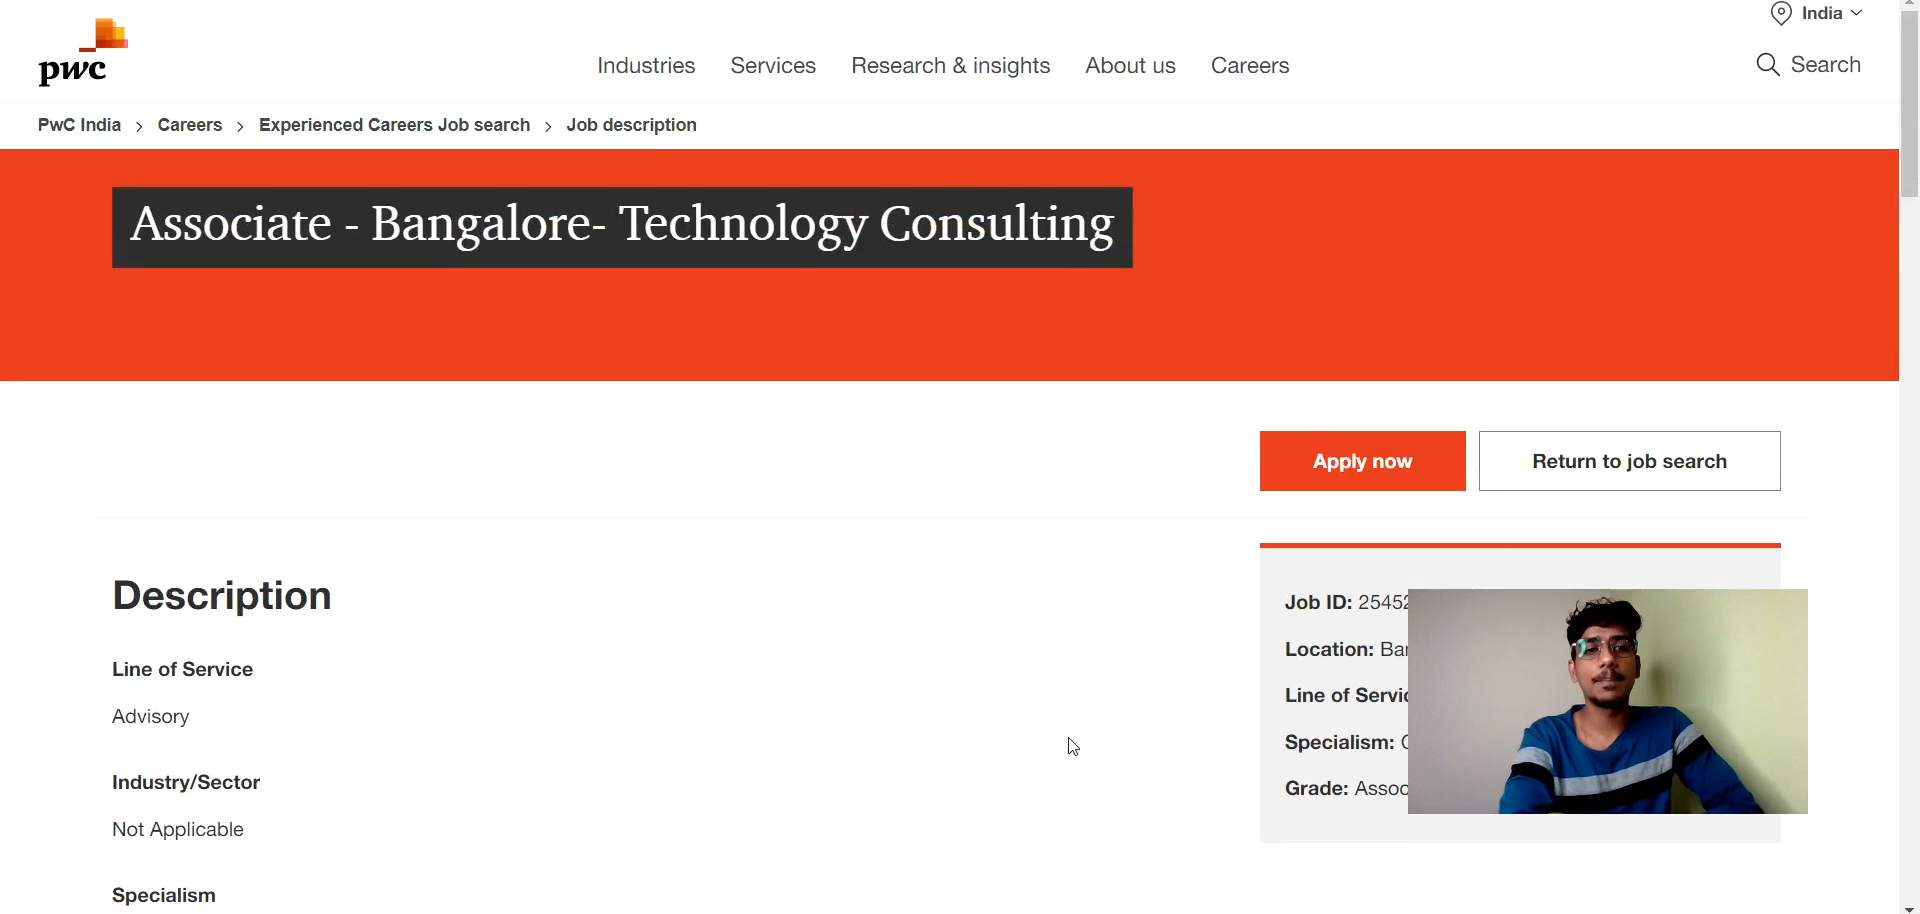 India
pwc
Industries Services Research & insights About us Careers
Search
PwC India > Careers > Experienced Careers Job search > Job description
Associate - Bangalore- Technology Consulting
Apply now
Return to job search
Description
Job ID: 25452
Location:
Line of Service
Advisory
Line of
Specialism:
Industry/Sector
Grade:
Not Applicable
Specialism